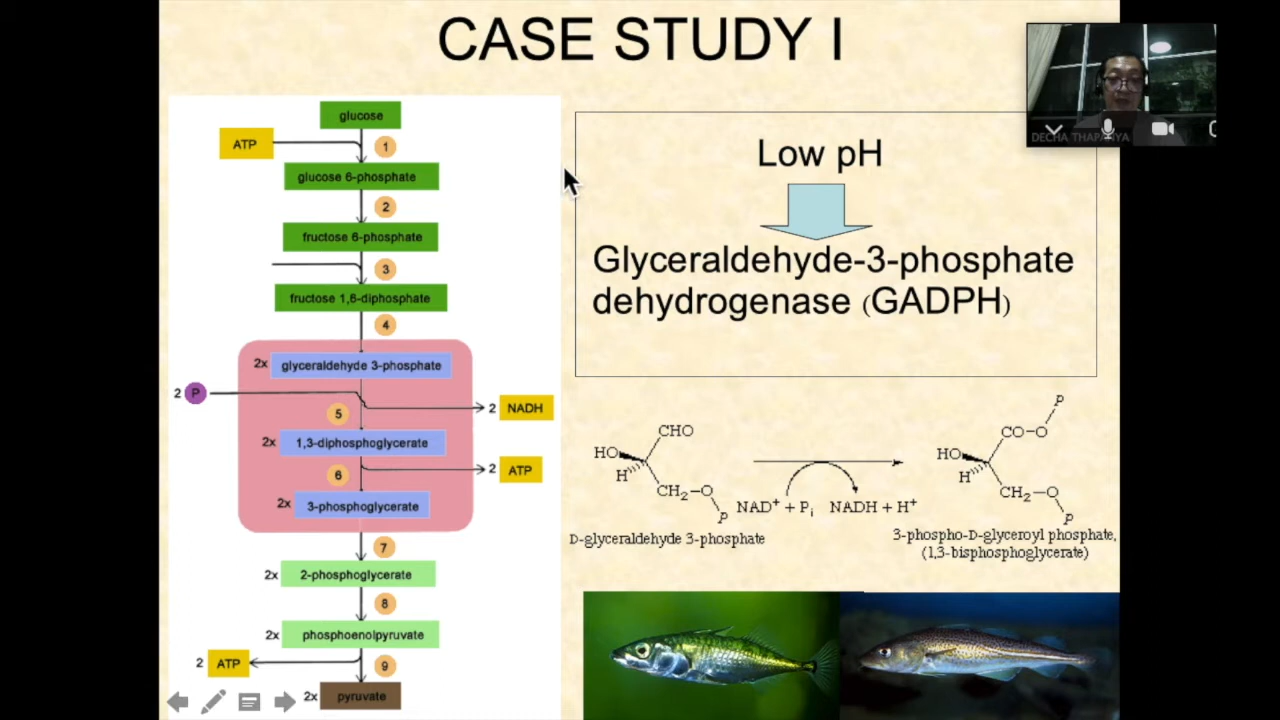 CASE STUDY I
glucose
ATP
1
glucose 6-phosphate
2
fructose 6-phosphate
3
fructose 1,6-diphosphate
4
2x glyceraldehyde 3-phosphate
2 P
2 NADH
5
2x 1,3-diphosphoglycerate
2 ATP
6
2x 3-phosphoglycerate
7
2x 2-phosphoglycerate
8
2x phosphoenolpyruvate
2 ATP
9
2x pyruvate
Low pH
Glyceraldehyde-3-phosphate
dehydrogenase (GADPH)
CHO
HO
H
CH2-O
P
NAD+ + Pi NADH + H+
D-glyceraldehyde 3-phosphate
P
CO-O
HO
H
CH2-O
P
3-phospho-D-glyceroyl phosphate,
(1,3-bisphosphoglycerate)
DECHA THAPANYA